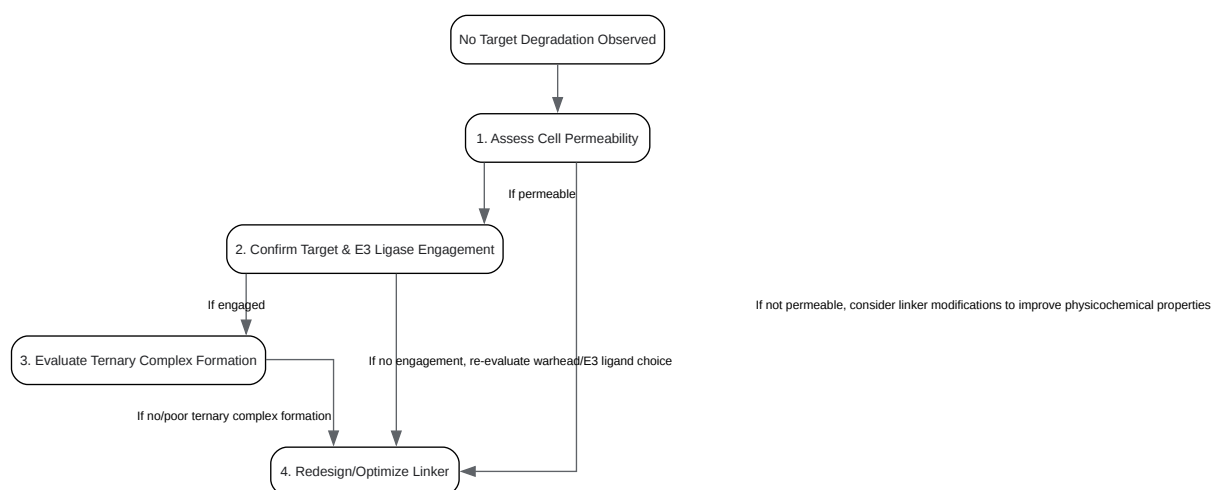 No Target Degradation Observed
1. Assess Cell Permeability
If permeable
2. Confirm Target & E3 Ligase Engagement
If engaged
If not permeable, consider linker modifications to improve physicochemical properties
3. Evaluate Ternary Complex Formation
If no engagement, re-evaluate warhead/E3 ligand choice
If no/poor ternary complex formation
4. Redesign/Optimize Linker